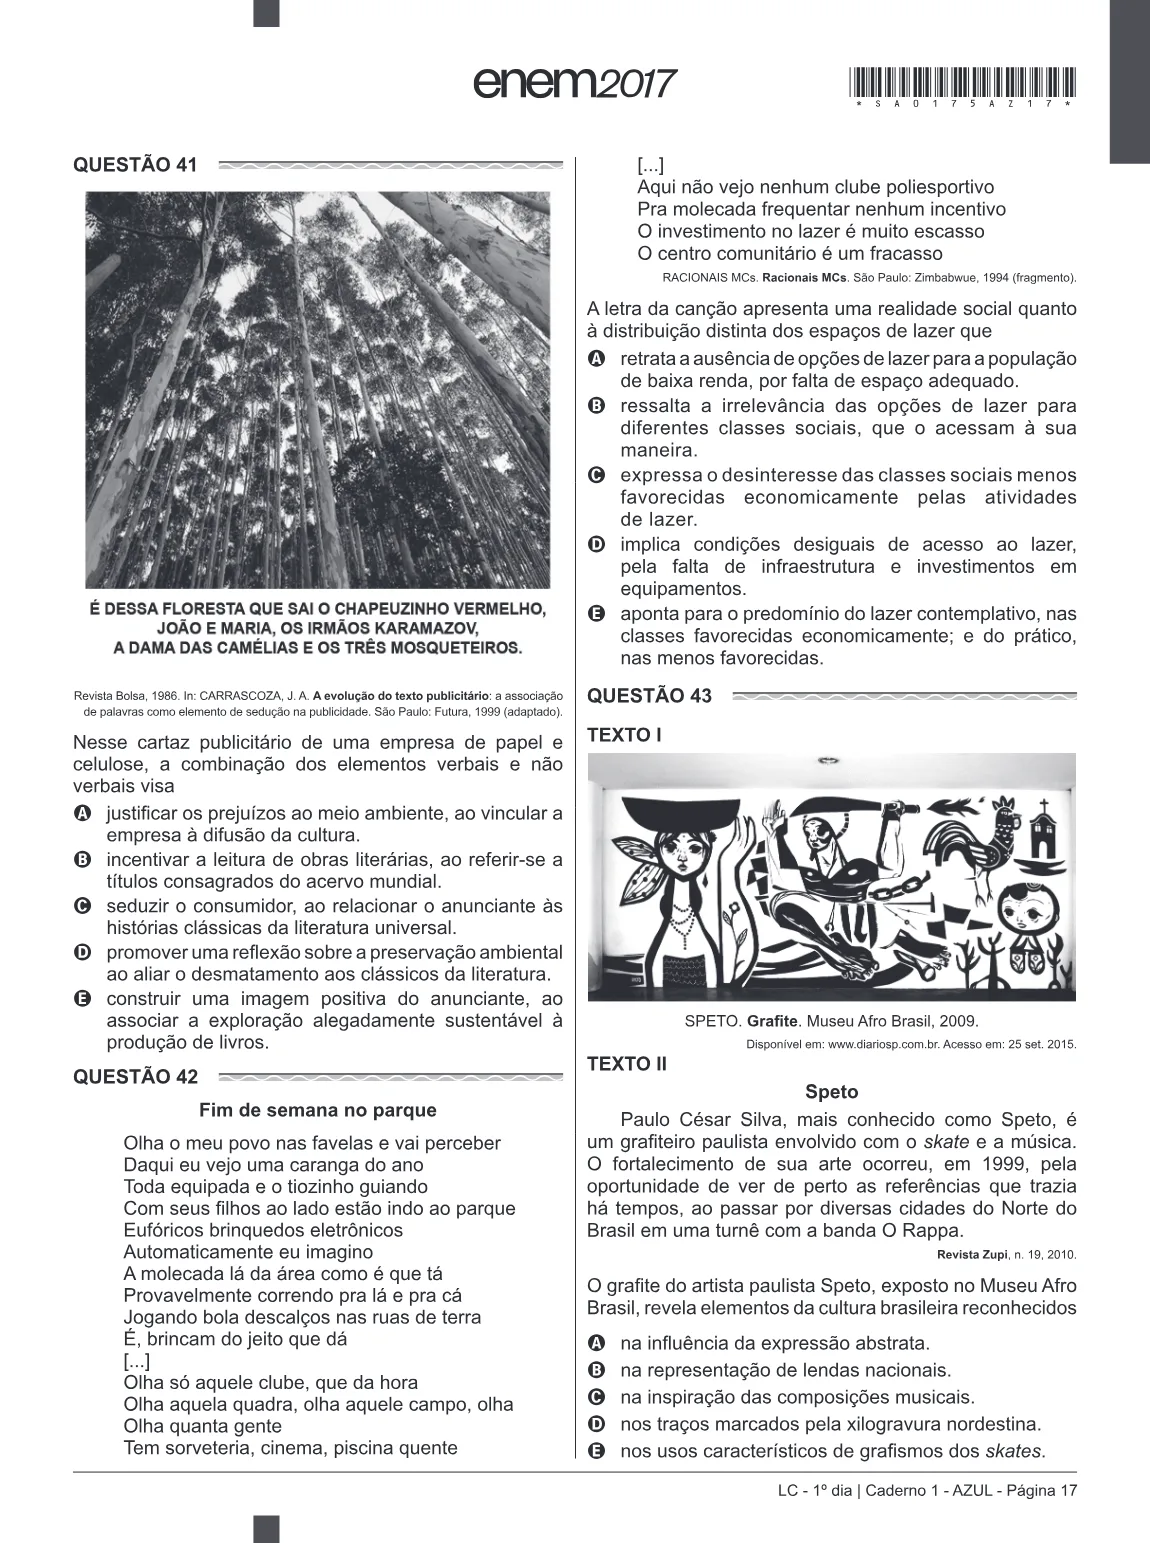 enem2017
* S A 0 1 7 5 A Z 1 7 *
QUESTÃO 41
É DESSA FLORESTA QUE SAI O CHAPEUZINHO VERMELHO,
JOÃO E MARIA, OS IRMÃOS KARAMAZOV,
A DAMA DAS CAMÉLIAS E OS TRÊS MOSQUETEIROS.
Revista Bolsa, 1986. In: CARRASCOZA, J. A. A evolução do texto publicitário: a associação
de palavras como elemento de sedução na publicidade. São Paulo: Futura, 1999 (adaptado).
Nesse cartaz publicitário de uma empresa de papel e
celulose, a combinação dos elementos verbais e não
verbais visa
A justificar os prejuízos ao meio ambiente, ao vincular a
empresa à difusão da cultura.
B incentivar a leitura de obras literárias, ao referir-se a
títulos consagrados do acervo mundial.
C seduzir o consumidor, ao relacionar o anunciante às
histórias clássicas da literatura universal.
D promover uma reflexão sobre a preservação ambiental
ao aliar o desmatamento aos clássicos da literatura.
E construir uma imagem positiva do anunciante, ao
associar a exploração alegadamente sustentável à
produção de livros.
QUESTÃO 42
Fim de semana no parque
Olha o meu povo nas favelas e vai perceber
Daqui eu vejo uma caranga do ano
Toda equipada e o tiozinho guiando
Com seus filhos ao lado estão indo ao parque
Eufóricos brinquedos eletrônicos
Automaticamente eu imagino
A molecada lá da área como é que tá
Provavelmente correndo pra lá e pra cá
Jogando bola descalços nas ruas de terra
É, brincam do jeito que dá
[...]
Olha só aquele clube, que da hora
Olha aquela quadra, olha aquele campo, olha
Olha quanta gente
Tem sorveteria, cinema, piscina quente
[...]
Aqui não vejo nenhum clube poliesportivo
Pra molecada frequentar nenhum incentivo
O investimento no lazer é muito escasso
O centro comunitário é um fracasso
RACIONAIS MCs. Racionais MCs. São Paulo: Zimbabwue, 1994 (fragmento).
A letra da canção apresenta uma realidade social quanto
à distribuição distinta dos espaços de lazer que
A retrata a ausência de opções de lazer para a população
de baixa renda, por falta de espaço adequado.
B ressalta a irrelevância das opções de lazer para
diferentes classes sociais, que o acessam à sua
maneira.
C expressa o desinteresse das classes sociais menos
favorecidas economicamente pelas atividades
de lazer.
D implica condições desiguais de acesso ao lazer,
pela falta de infraestrutura e investimentos em
equipamentos.
E aponta para o predomínio do lazer contemplativo, nas
classes favorecidas economicamente; e do prático,
nas menos favorecidas.
QUESTÃO 43
TEXTO I
SPETO. Grafite. Museu Afro Brasil, 2009.
Disponível em: www.diariosp.com.br. Acesso em: 25 set. 2015.
TEXTO II
Speto
Paulo César Silva, mais conhecido como Speto, é
um grafiteiro paulista envolvido com o skate e a música.
O fortalecimento de sua arte ocorreu, em 1999, pela
oportunidade de ver de perto as referências que trazia
há tempos, ao passar por diversas cidades do Norte do
Brasil em uma turnê com a banda O Rappa.
Revista Zupi, n. 19, 2010.
O grafite do artista paulista Speto, exposto no Museu Afro
Brasil, revela elementos da cultura brasileira reconhecidos
A na influência da expressão abstrata.
B na representação de lendas nacionais.
C na inspiração das composições musicais.
D nos traços marcados pela xilogravura nordestina.
E nos usos característicos de grafismos dos skates.
LC - 1º dia | Caderno 1 - AZUL - Página 17